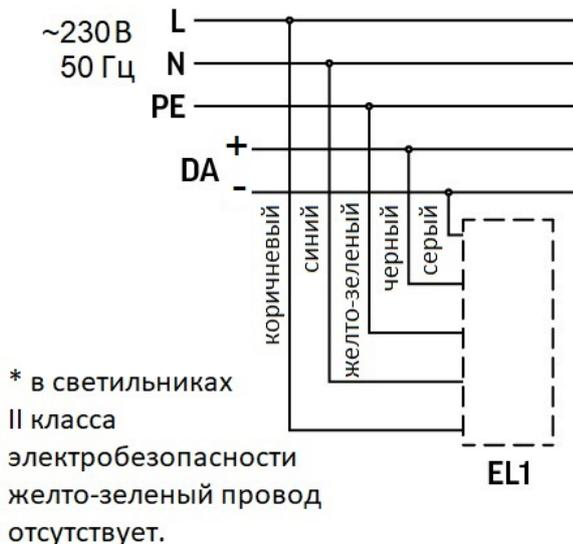 ~230В
50 Гц
L
N
PE
DA
+
-
коричневый
синий
желто-зеленый
черный
серый
* в светильниках
II класса
электробезопасности
желто-зеленый провод
отсутствует.
EL1